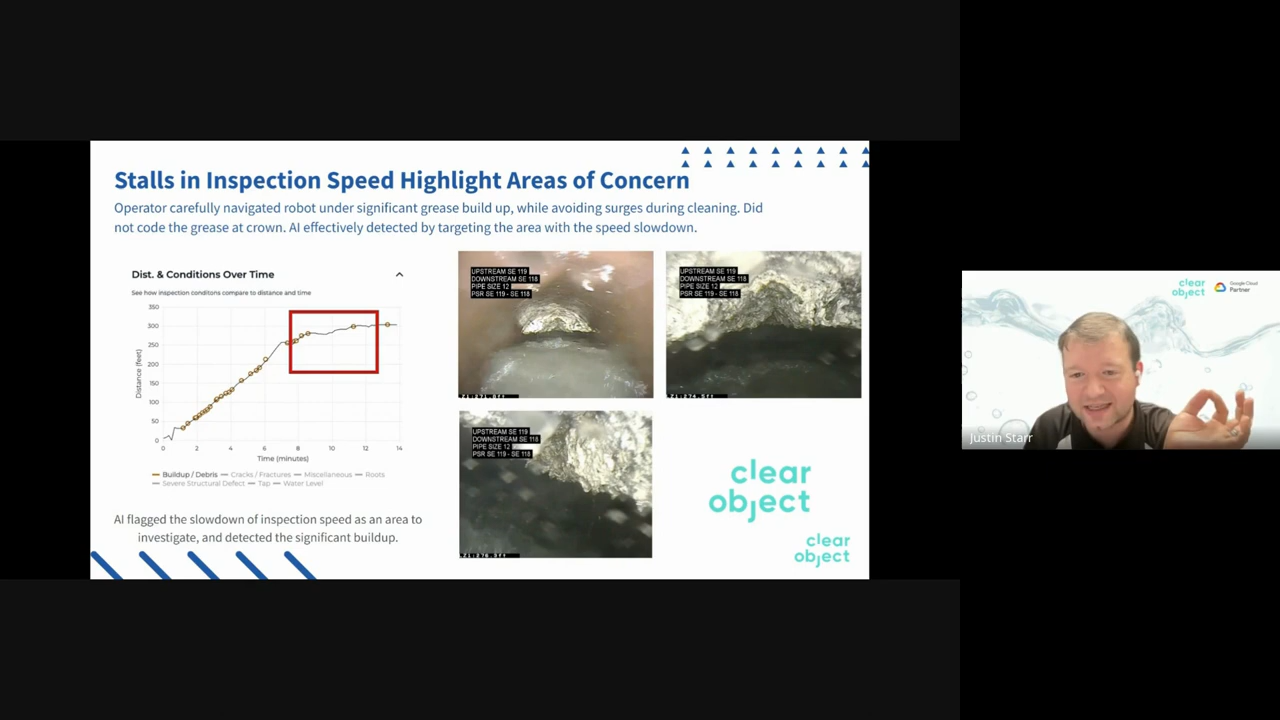 Stalls in Inspection Speed Highlight Areas of Concern
Operator carefully navigated robot under significant grease build up, while avoiding surges during cleaning. Did
not code the grease at crown. AI effectively detected by targeting the area with the speed slowdown.
Dist. & Conditions Over Time
See how inspection conditons compare to distance and time
350
300
250
200
150
100
50
0
Distance (feet)
0 2 4 6 8 10 12 14
Time (minutes)
Buildup / Debris Cracks / Fractures Miscellaneous Roots
Severe Structural Defect Tap Water Level
AI flagged the slowdown of inspection speed as an area to
investigate, and detected the significant buildup.
UPSTREAM SE 119
DOWNSTREAM SE 118
PIPE SIZE 12
PSR SE 119 - SE 118
UPSTREAM SE 119
DOWNSTREAM SE 118
PIPE SIZE 12
PSR SE 119 - SE 118
UPSTREAM SE 119
DOWNSTREAM SE 118
PIPE SIZE 12
PSR SE 119 - SE 118
clear
object
clear
object
clear
object
Google Cloud
Partner
Justin Starr